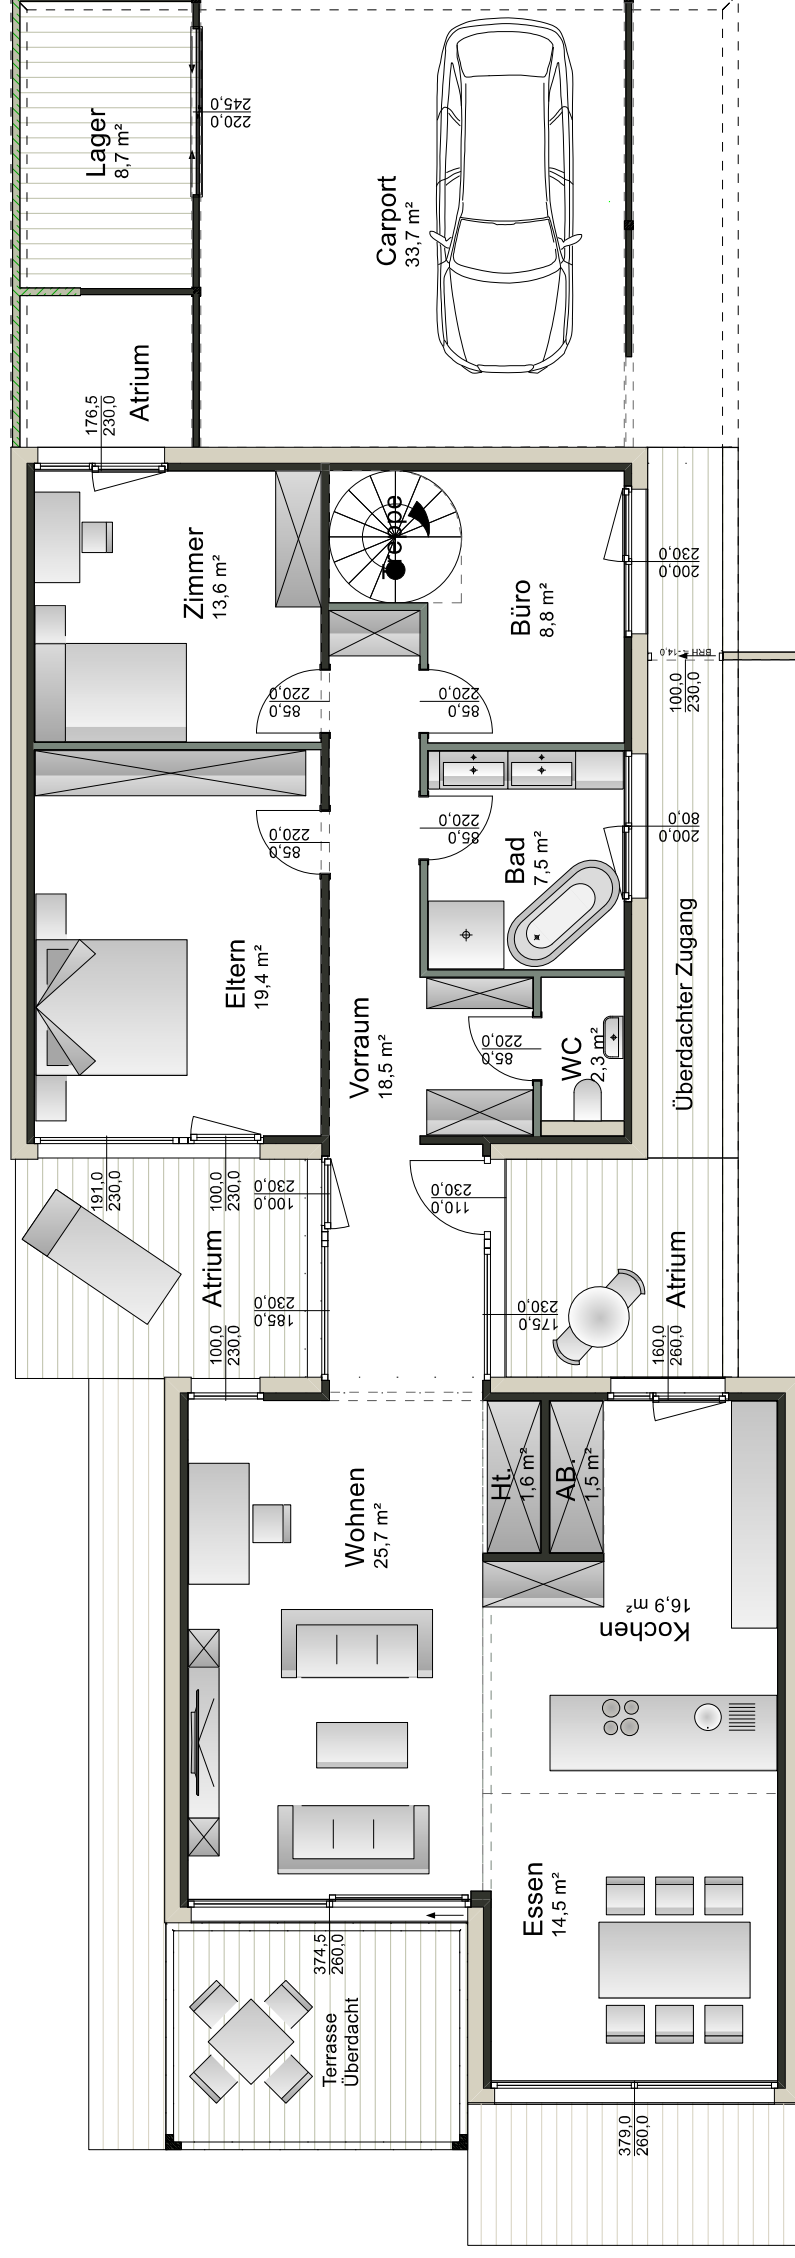 Lager
8,7 m²
245,0
220,0
Carport
33,7 m²
Atrium
176,5
230,0
Treppe
Zimmer
13,6 m²
Büro
8,8 m²
230,0
200,0
BRH = -14,0
100,0
230,0
220,0
85,0
220,0
85,0
220,0
85,0
220,0
85,0
80,0
200,0
Bad
7,5 m²
Eltern
19,4 m²
Überdachter Zugang
Vorraum
18,5 m²
220,0
85,0
WC
2,3 m²
191,0
230,0
100,0
230,0
230,0
100,0
230,0
110,0
Atrium
230,0
185,0
230,0
175,0
Atrium
100,0
230,0
160,0
260,0
Wohnen
25,7 m²
Ht.
1,6 m²
AB.
1,5 m²
Kochen
16,9 m²
Essen
14,5 m²
374,5
260,0
Terrasse
Überdacht
379,0
260,0